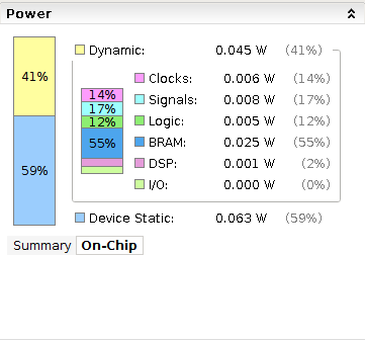 Power
Dynamic: 0.045 W (41%)
41%
Clocks: 0.006 W (14%)
14%
Signals: 0.008 W (17%)
17%
Logic: 0.005 W (12%)
12%
BRAM: 0.025 W (55%)
55%
DSP: 0.001 W (2%)
59%
I/O: 0.000 W (0%)
Device Static: 0.063 W (59%)
Summary On-Chip